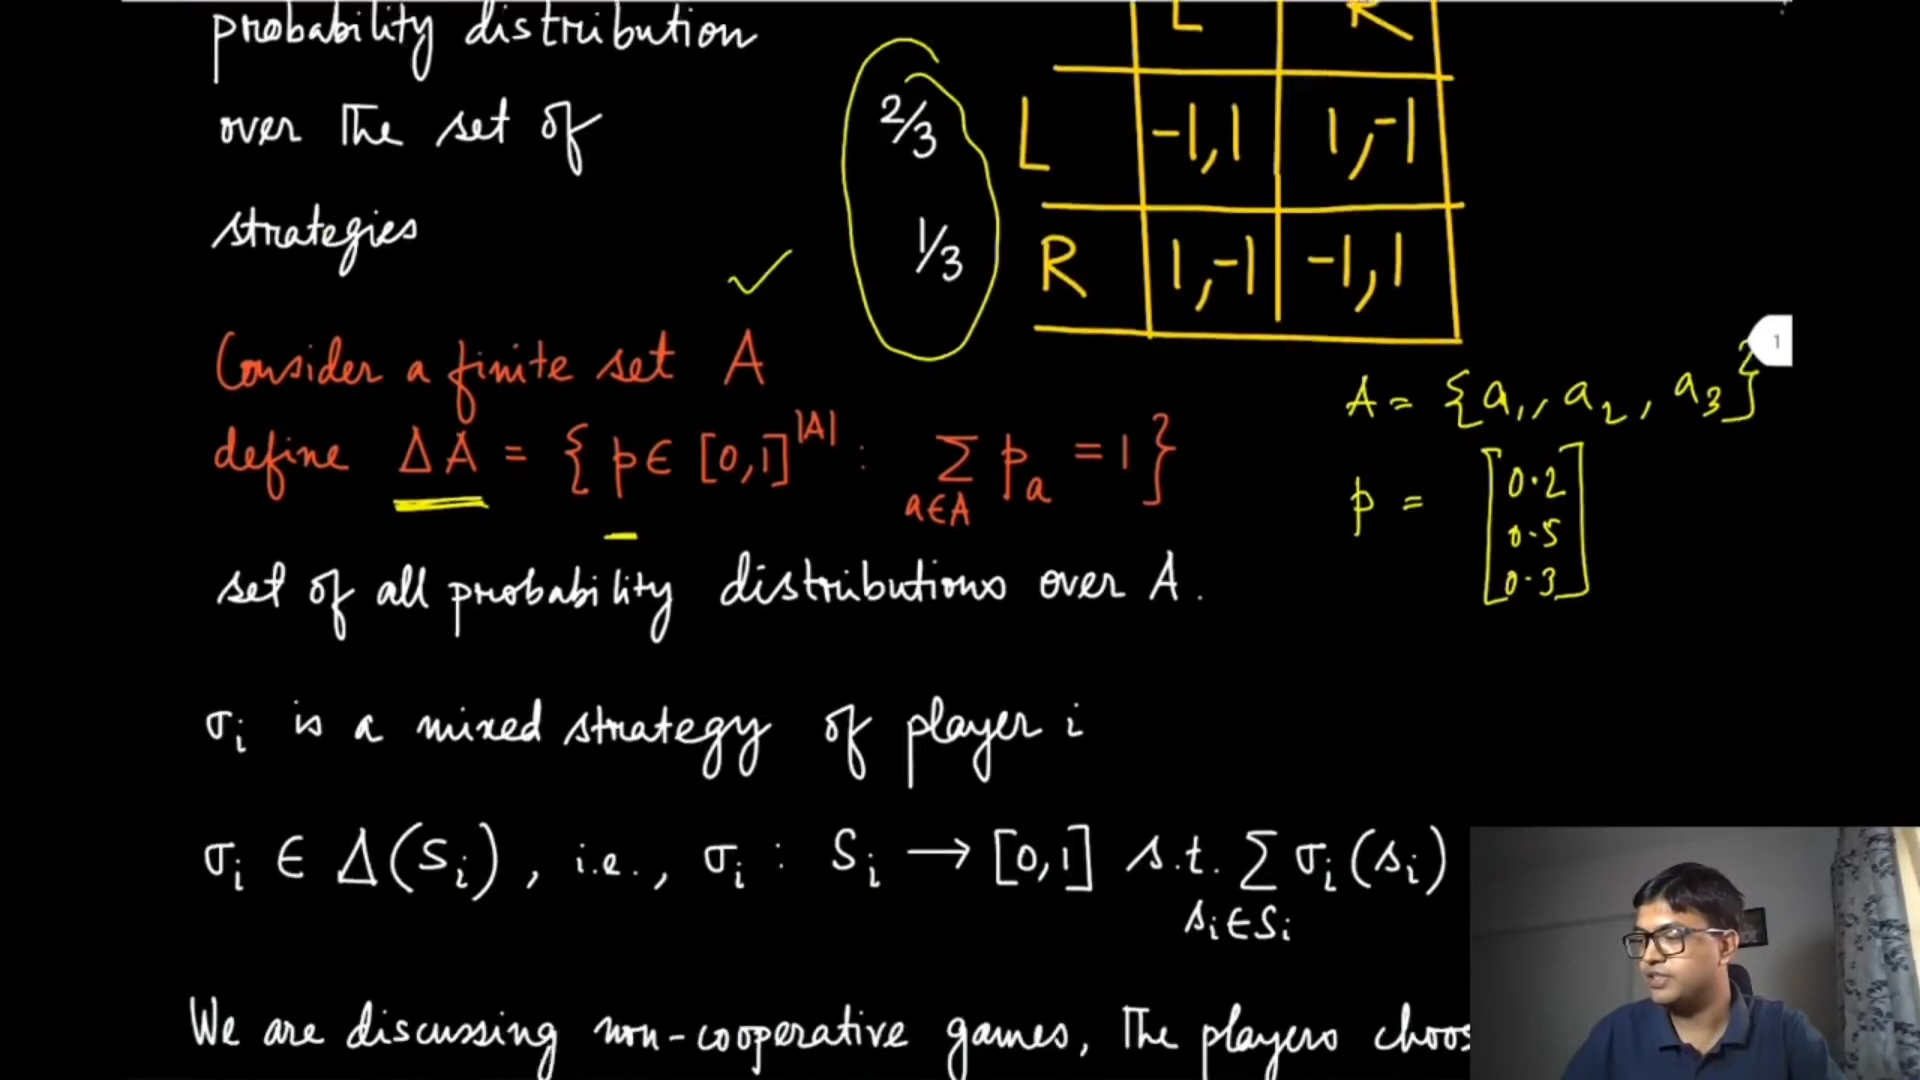 probability distribution
over the set of
strategies
2/3
1/3
L R
L -1,1 1,-1
R 1,-1 -1,1
Consider a finite set A
define ΔA = { p ∈ [0,1]^|A| : Σ_{a∈A} p_a = 1 }
set of all probability distributions over A.
1
A = {a₁, a₂, a₃}
p = [0.2
0.5
0.3]
σᵢ is a mixed strategy of player i
σᵢ ∈ Δ(Sᵢ), i.e., σᵢ : Sᵢ → [0,1] s.t. Σ_{sᵢ∈Sᵢ} σᵢ(sᵢ)
We are discussing non-cooperative games, the players choos